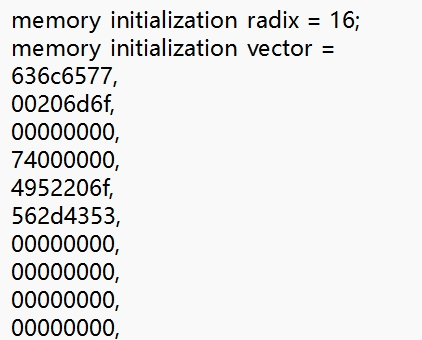 memory initialization radix = 16;
memory initialization vector =
636c6577,
00206d6f,
00000000,
74000000,
4952206f,
562d4353,
00000000,
00000000,
00000000,
00000000,